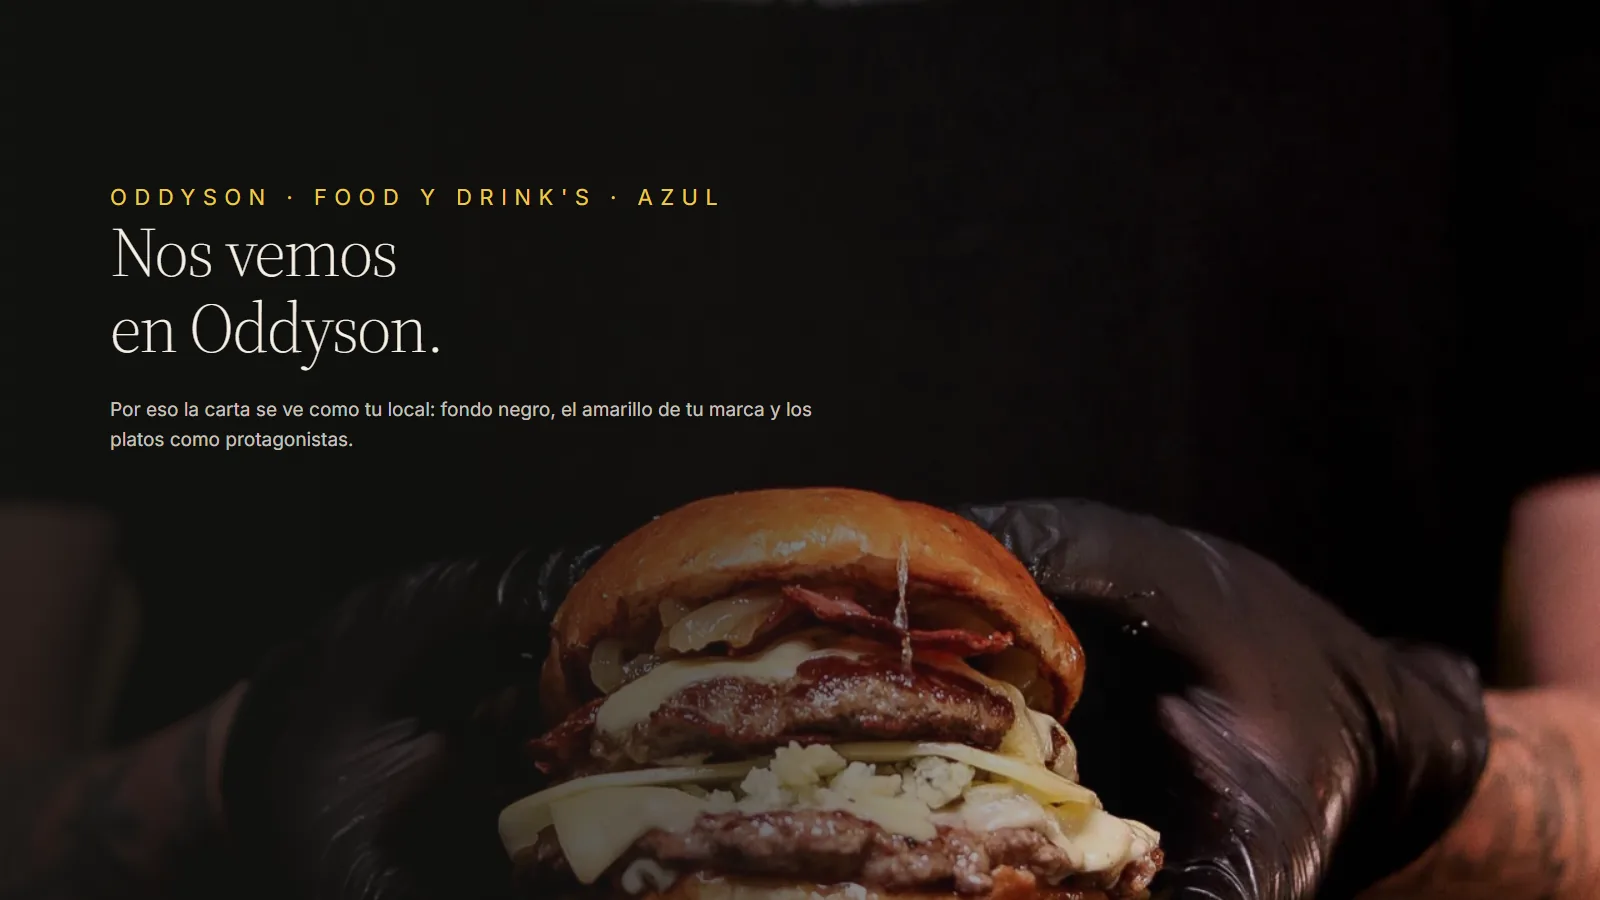 ODDYSON · FOOD Y DRINK'S · AZUL
Nos vemos
en Oddyson.
Por eso la carta se ve como tu local: fondo negro, el amarillo de tu marca y los
platos como protagonistas.